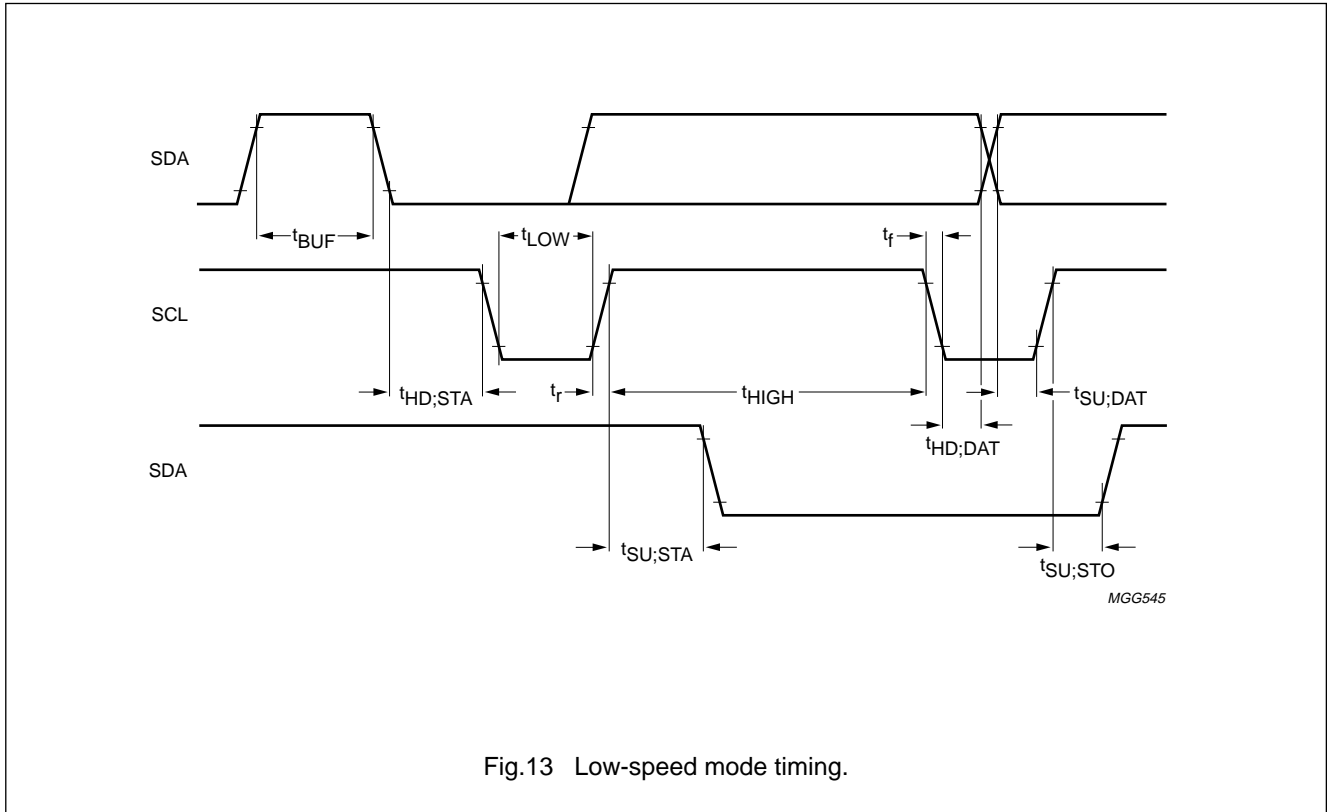 SDA
tBUF
tLOW
tf
SCL
tHD;STA
tr
tHIGH
tSU;DAT
tHD;DAT
SDA
tSU;STA
tSU;STO
MGG545
Fig.13 Low-speed mode timing.